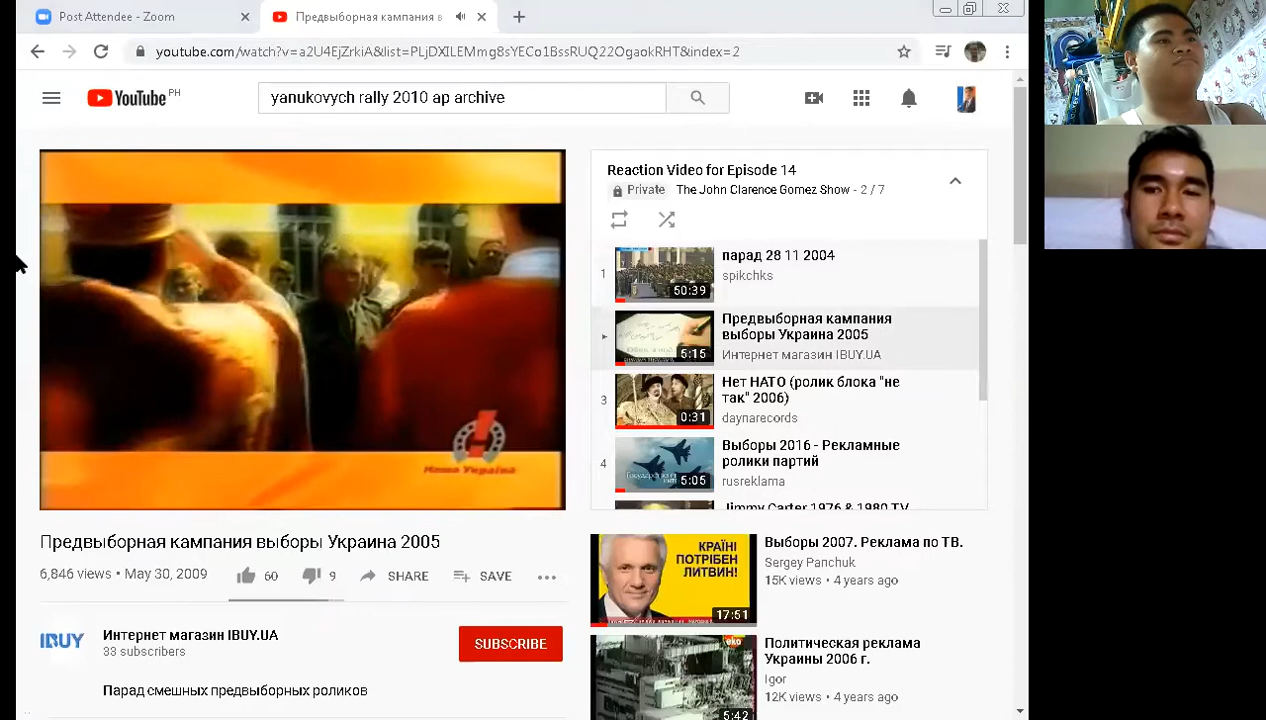 Post Attendee - Zoom
Предвыборная кампания в
youtube.com/watch?v=a2U4EjZrkiA&list=PLjDXlLEMmg8sYECo1BssRUQ22OgaokRHT&index=2
YouTube PH
yanukovych rally 2010 ap archive
Наша Україна
Reaction Video for Episode 14
Private The John Clarence Gomez Show - 2 / 7
1
парад 28 11 2004
spikchks
50:39
Предвыборная кампания
выборы Украина 2005
Интернет магазин IBUY.UA
5:15
3
Нет НАТО (ролик блока "не
так" 2006)
daynarecords
0:31
4
Выборы 2016 - Рекламные
ролики партий
rusreklama
5:05
Jimmy Carter 1976 & 1980 TV
Предвыборная кампания выборы Украина 2005
6,846 views • May 30, 2009
60
9
SHARE
SAVE
IBUY
Интернет магазин IBUY.UA
33 subscribers
SUBSCRIBE
Парад смешных предвыборных роликов
КРАЇНІ
ПОТРІБЕН
ЛИТВИН!
17:51
Выборы 2007. Реклама по ТВ.
Sergey Panchuk
15K views • 4 years ago
eko
5:42
Политическая реклама
Украины 2006 г.
Igor
12K views • 4 years ago